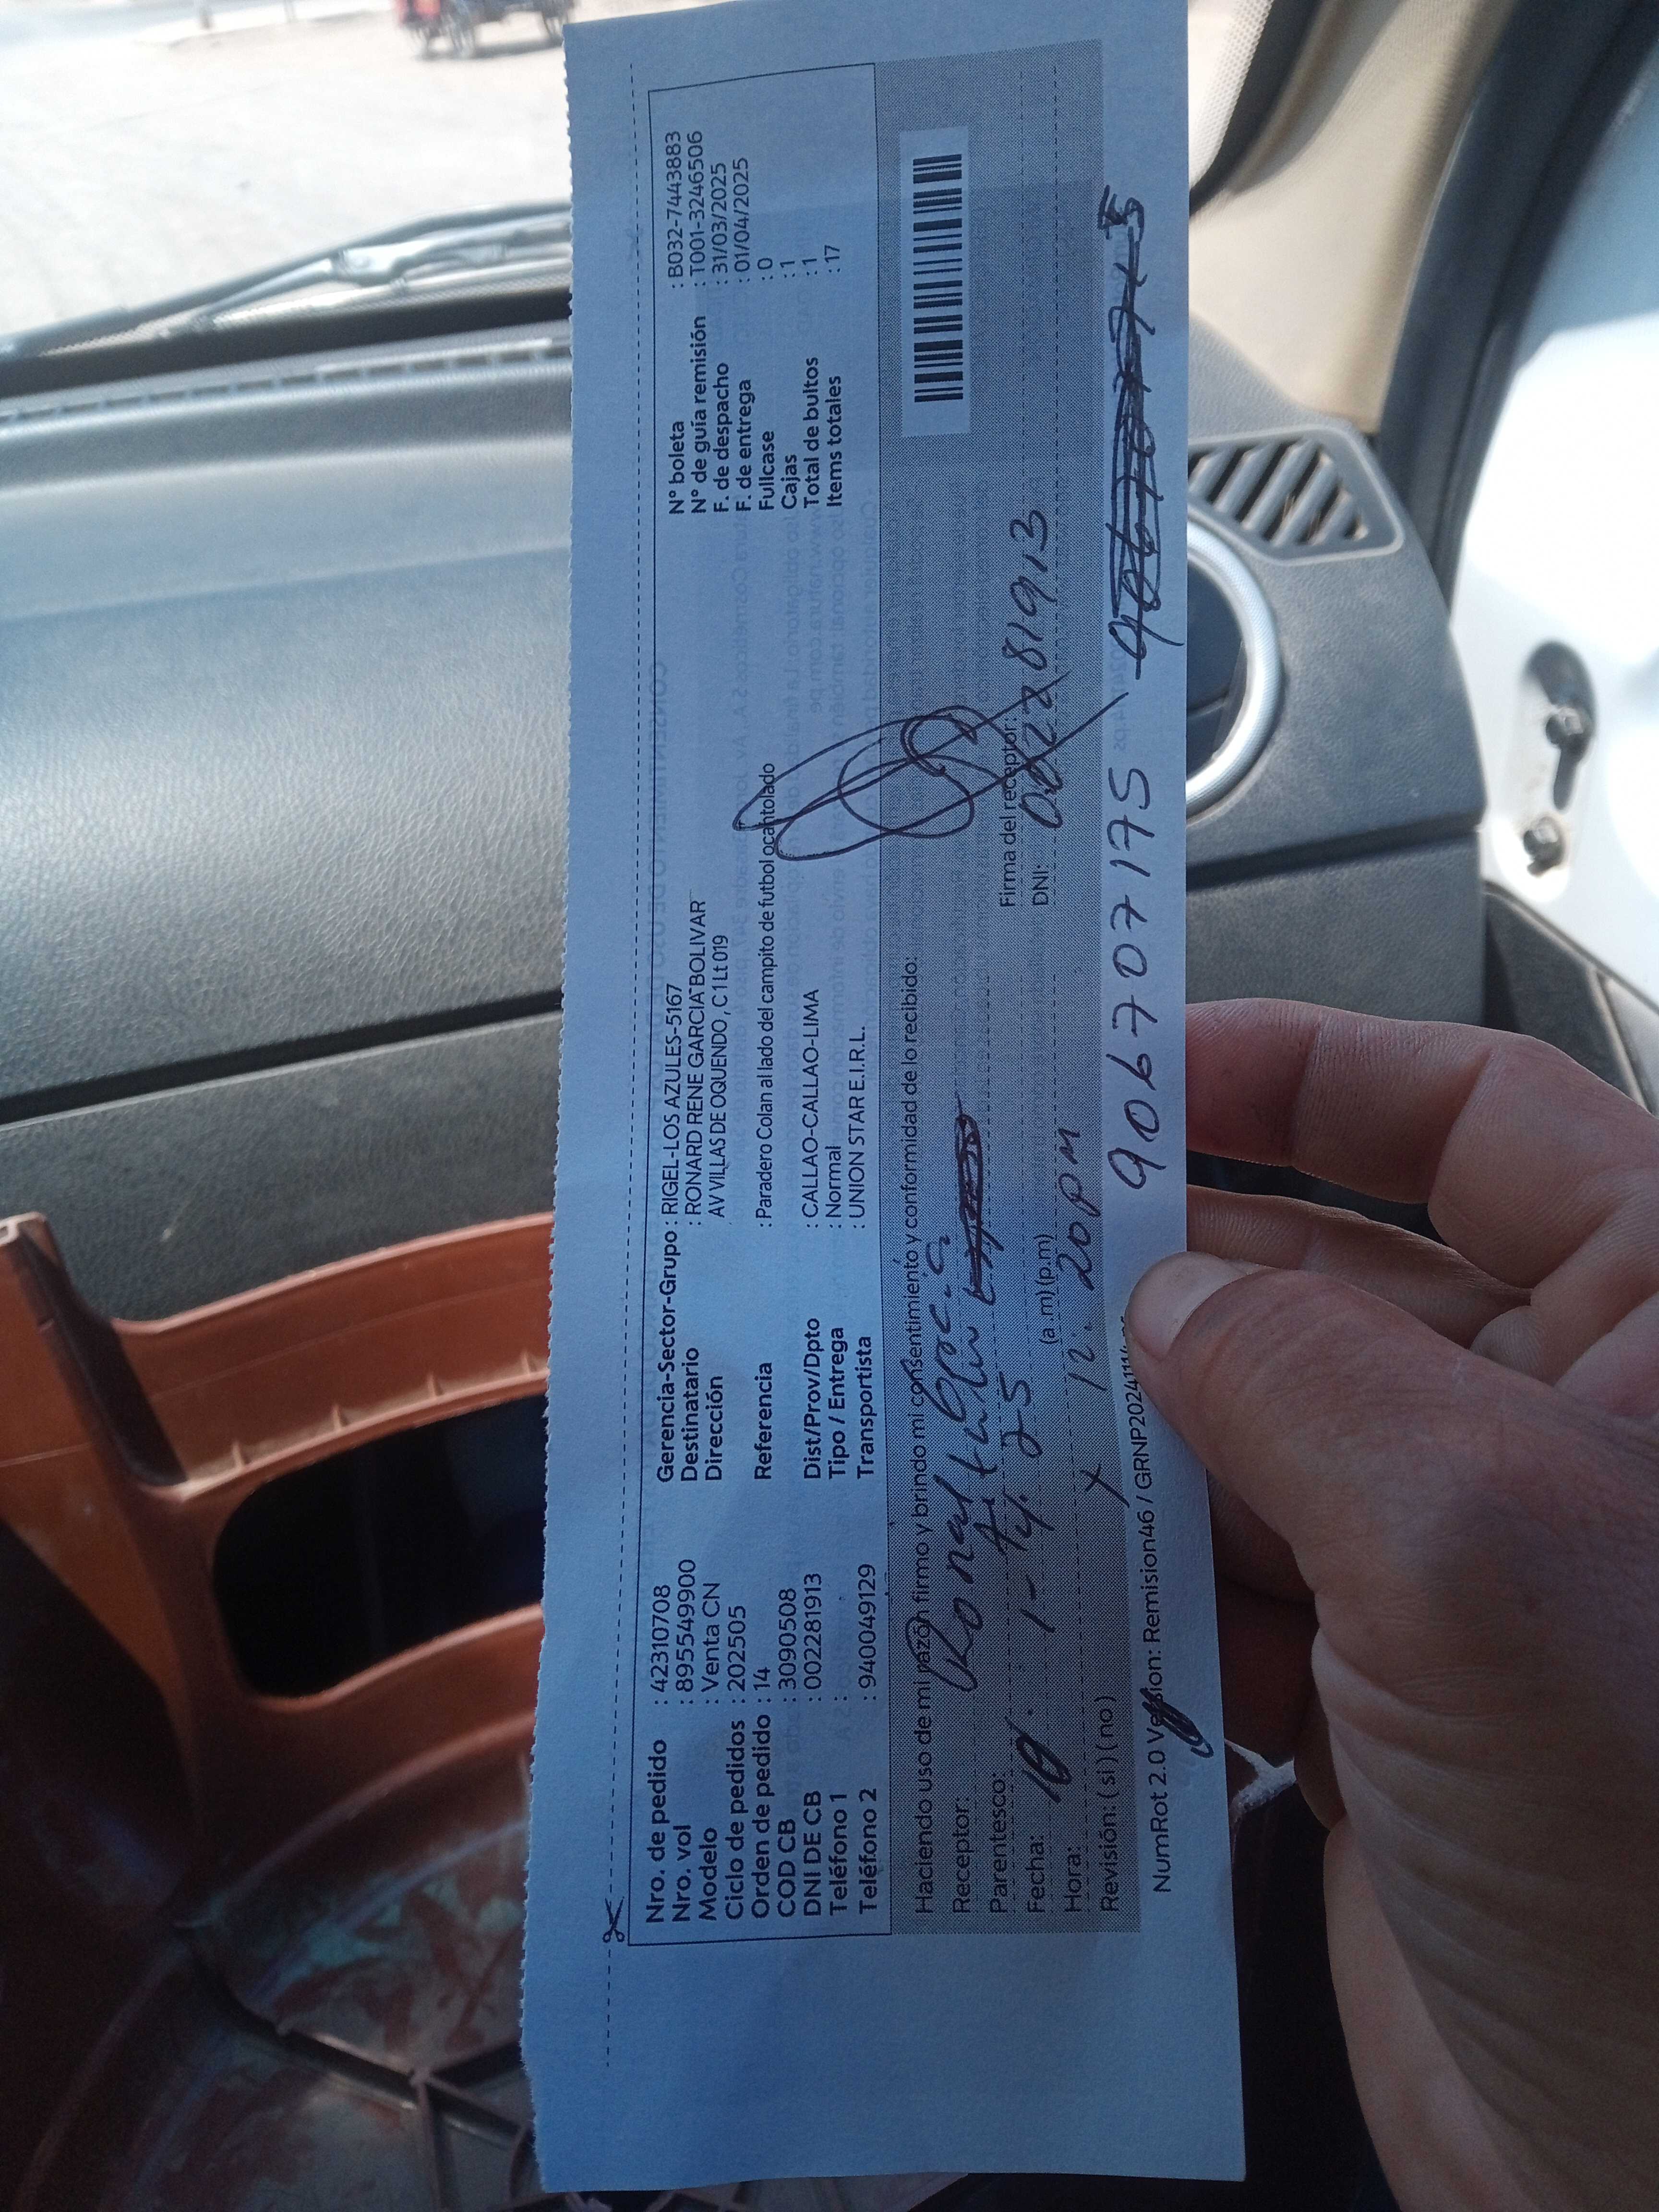 Nro. de pedido : 42310708
Nro. vol : 895549900
Modelo : Venta CN
Ciclo de pedidos : 202505
Orden de pedido : 14
COD CB : 3090508
DNI DE CB : 002281913
Teléfono 1 :
Teléfono 2 : 940049129
Gerencia-Sector-Grupo : RIGEL-LOS AZULES-5167
Destinatario : RONARD RENE GARCIA BOLIVAR
Dirección AV VILLAS DE OQUENDO , C 1 Lt 019
Referencia : Paradero Colan al lado del campito de futbol ocantolado
Dist/Prov/Dpto : CALLAO-CALLAO-LIMA
Tipo / Entrega : Normal
Transportista : UNION STAR E.I.R.L.
N° boleta : B032-7443883
N° de guía remisión : T001-3246506
F. de despacho : 31/03/2025
F. de entrega : 01/04/2025
Fullcase : 0
Cajas : 1
Total de bultos : 1
Items totales : 17
Haciendo uso de mi razón firmo y brindo mi consentimiento y conformidad de lo recibido:
Receptor: Ronald
Parentesco: titular
Fecha: 1-4-25
Hora: 12:20pm (a.m) (p.m)
Revisión: ( si ) ( no )
Firma del receptor:
DNI: 002281913
906707175
NumRot 2.0 Version: Remision46 / GRNP2024111